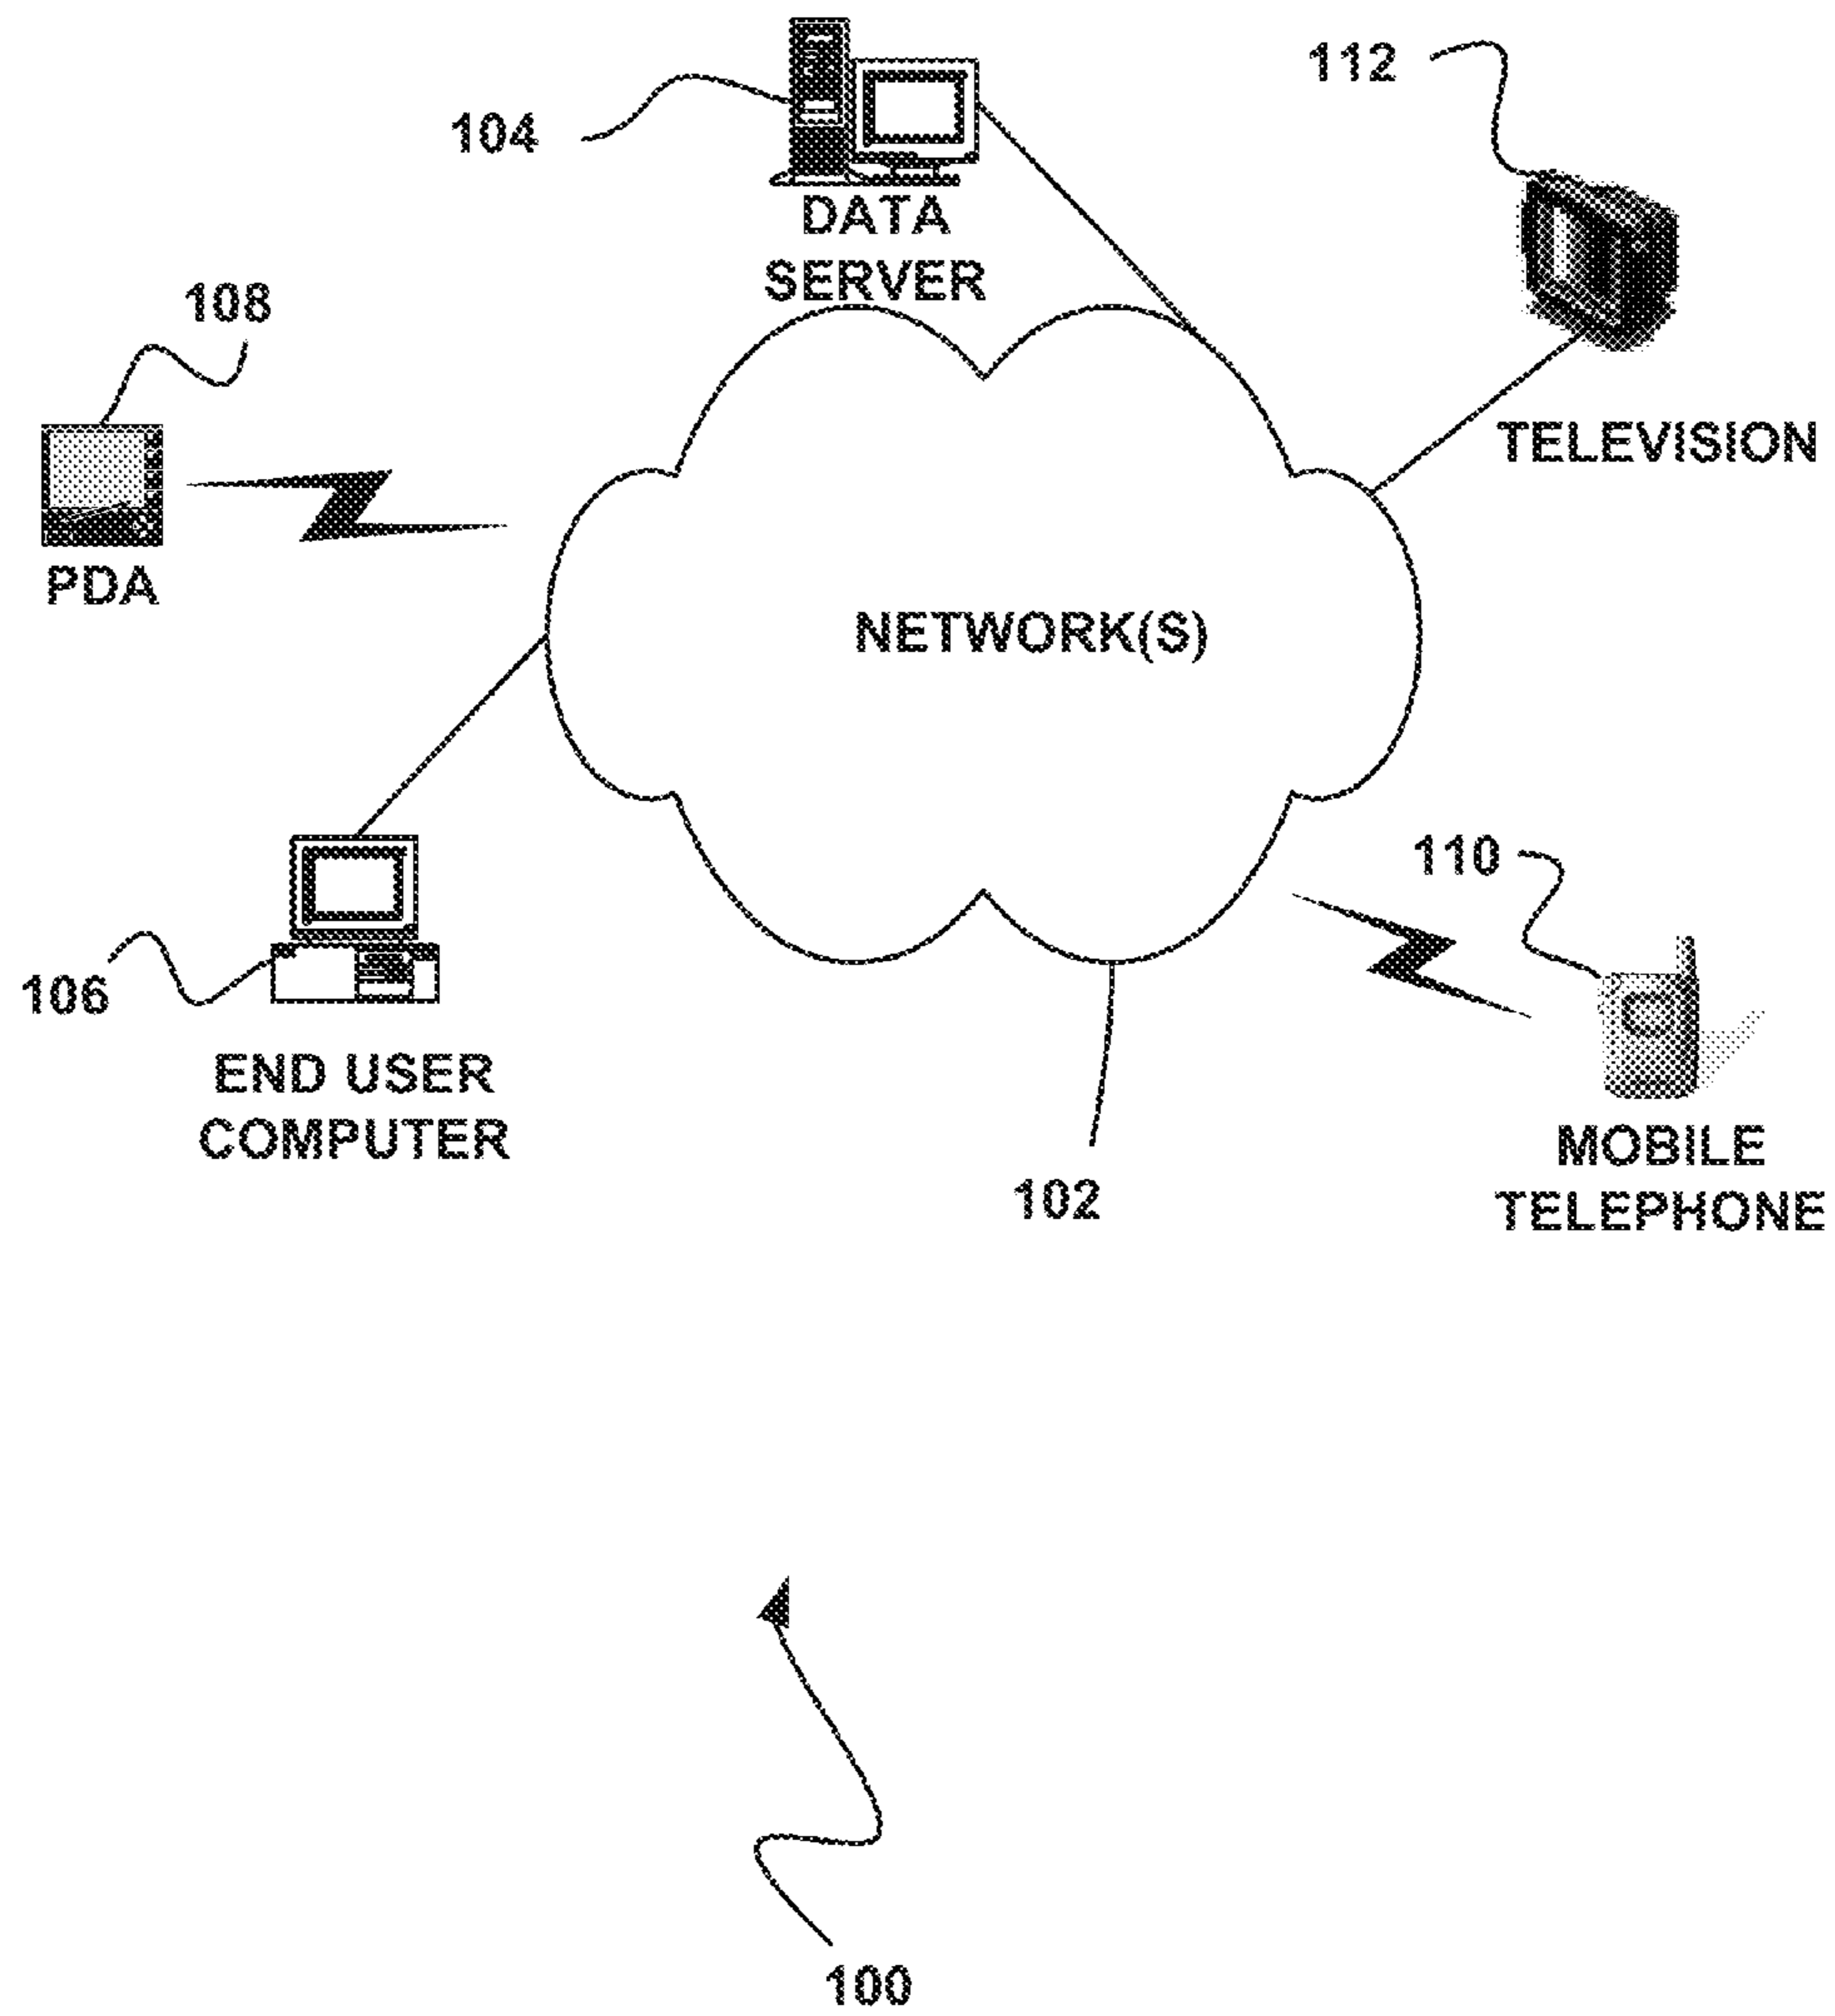 112
104
DATA
SERVER
108
TELEVISION
PDA
NETWORK(S)
110
106
END USER
COMPUTER
MOBILE
TELEPHONE
102
100